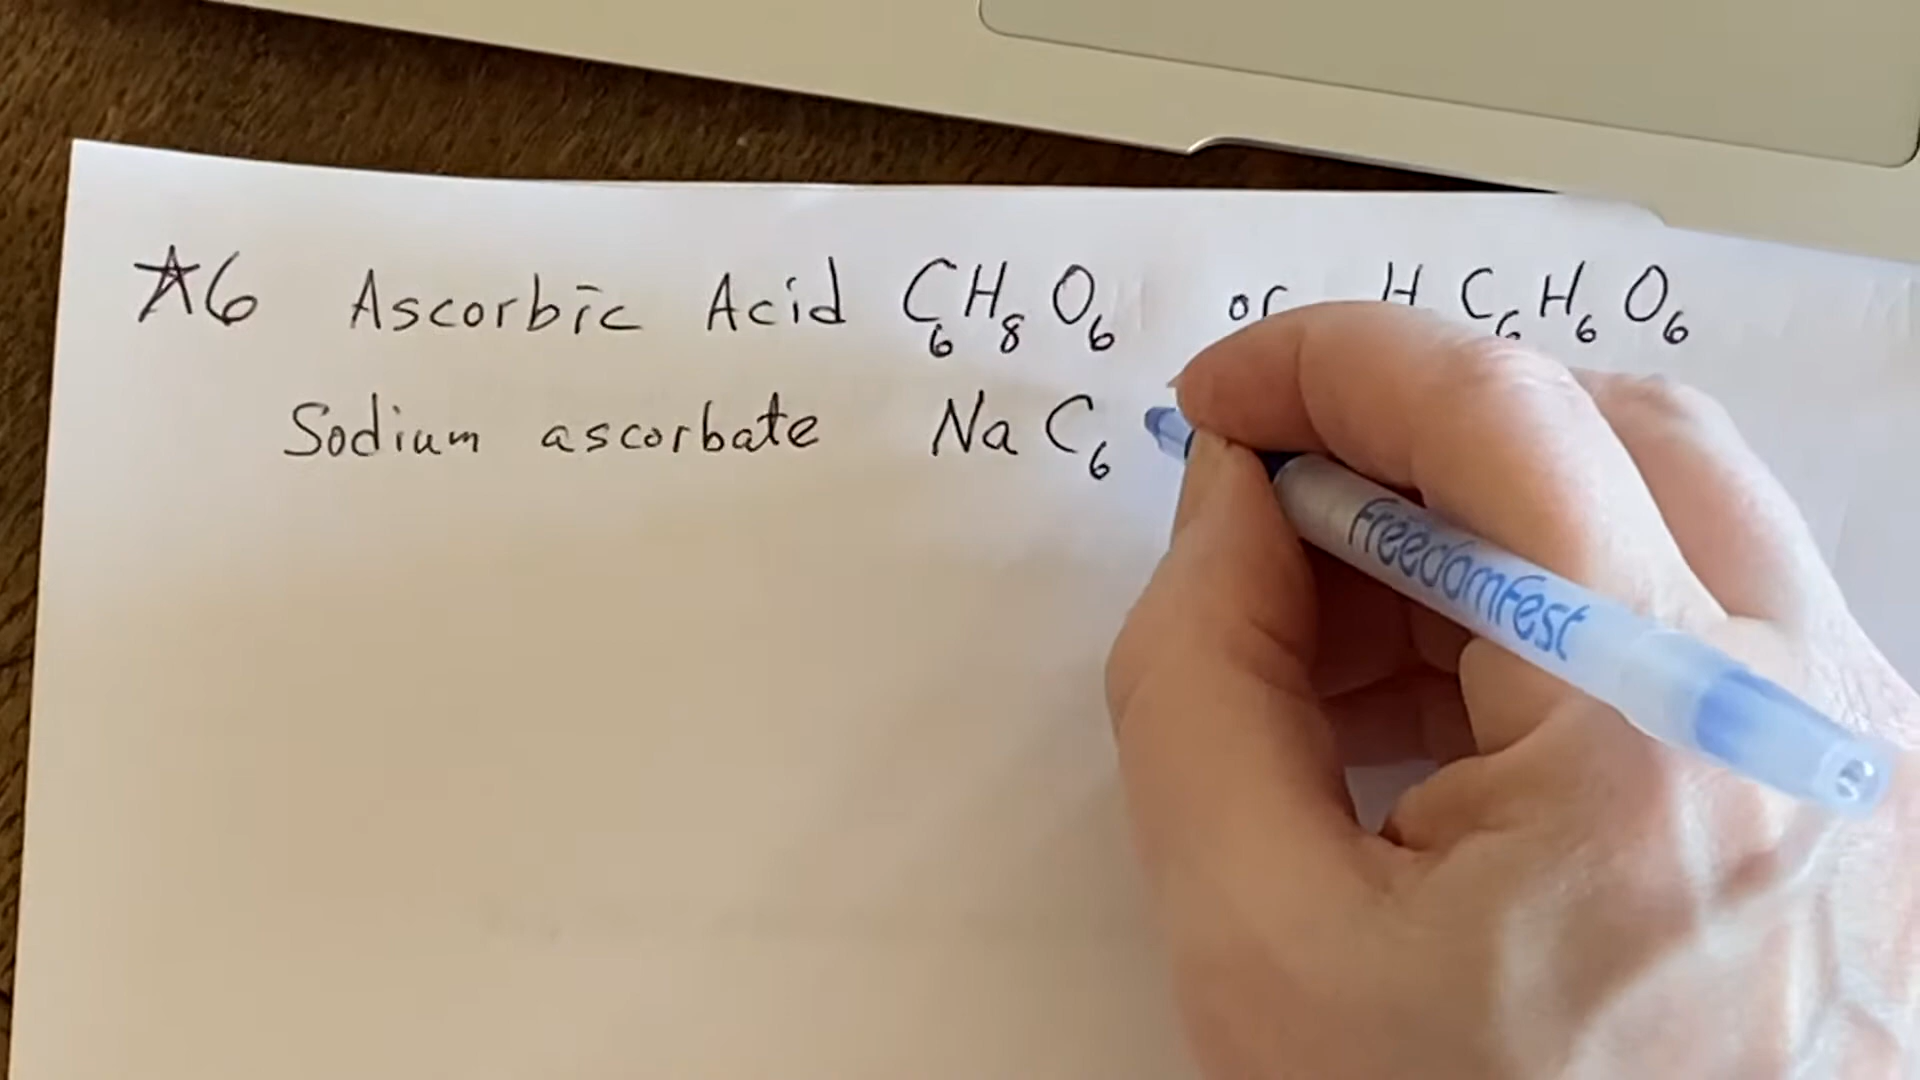 ☆6 Ascorbic Acid C₆H₈O₆ or H C₆H₆O₆
Sodium ascorbate Na C₆
FreedomFest